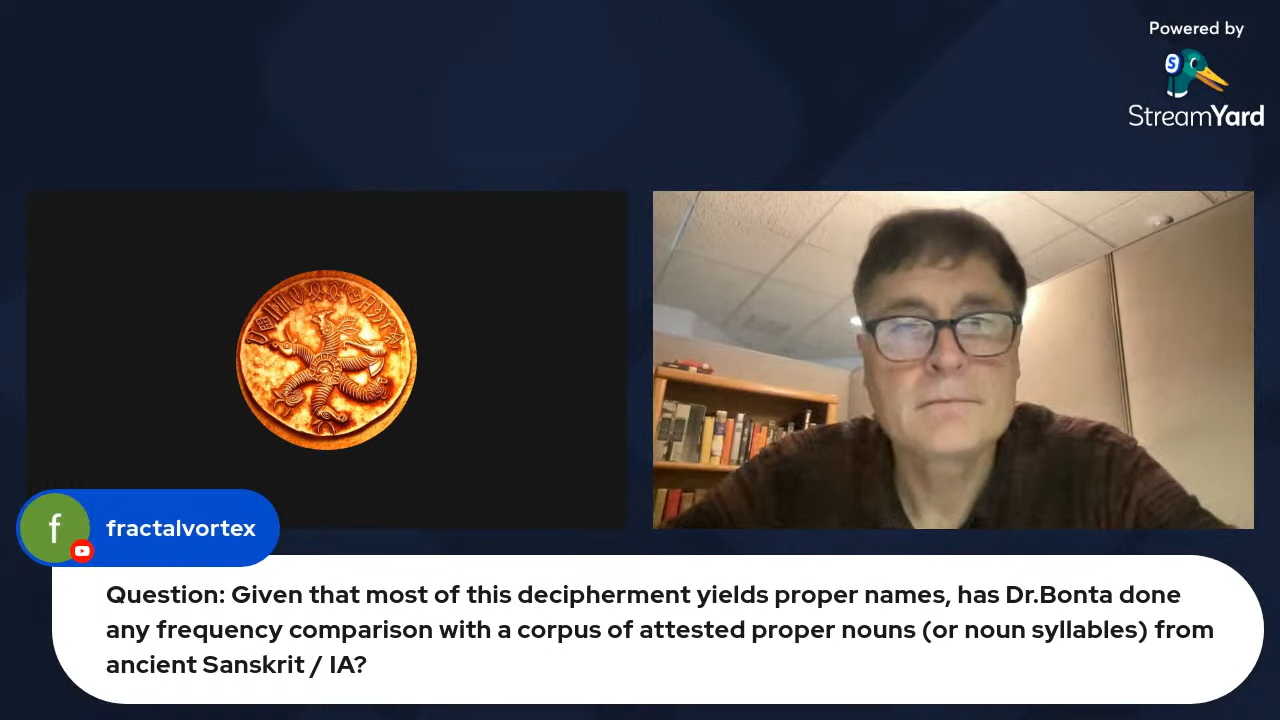 Powered by
StreamYard
f
fractalvortex
Question: Given that most of this decipherment yields proper names, has Dr.Bonta done
any frequency comparison with a corpus of attested proper nouns (or noun syllables) from
ancient Sanskrit / IA?